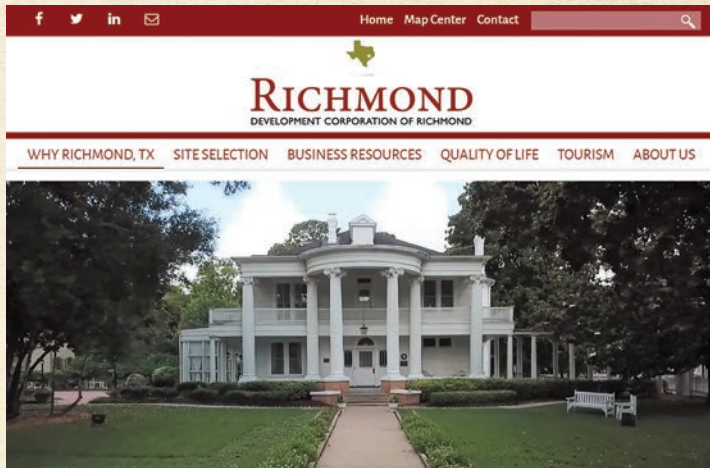 Home Map Center Contact
RICHMOND
DEVELOPMENT CORPORATION OF RICHMOND
WHY RICHMOND, TX SITE SELECTION BUSINESS RESOURCES QUALITY OF LIFE TOURISM ABOUT US